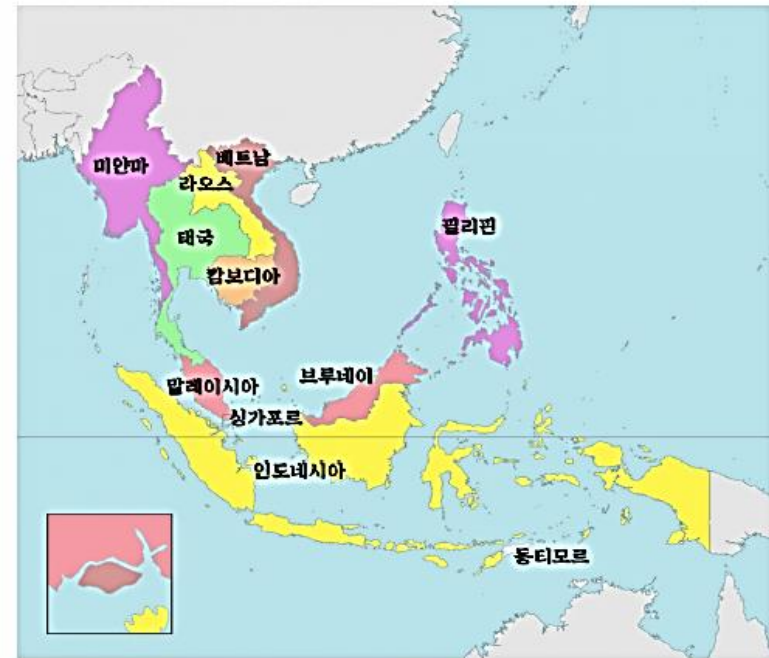 미얀마
베트남
라오스
태국
필리핀
캄보디아
말레이시아
브루네이
싱가포르
인도네시아
동티모르